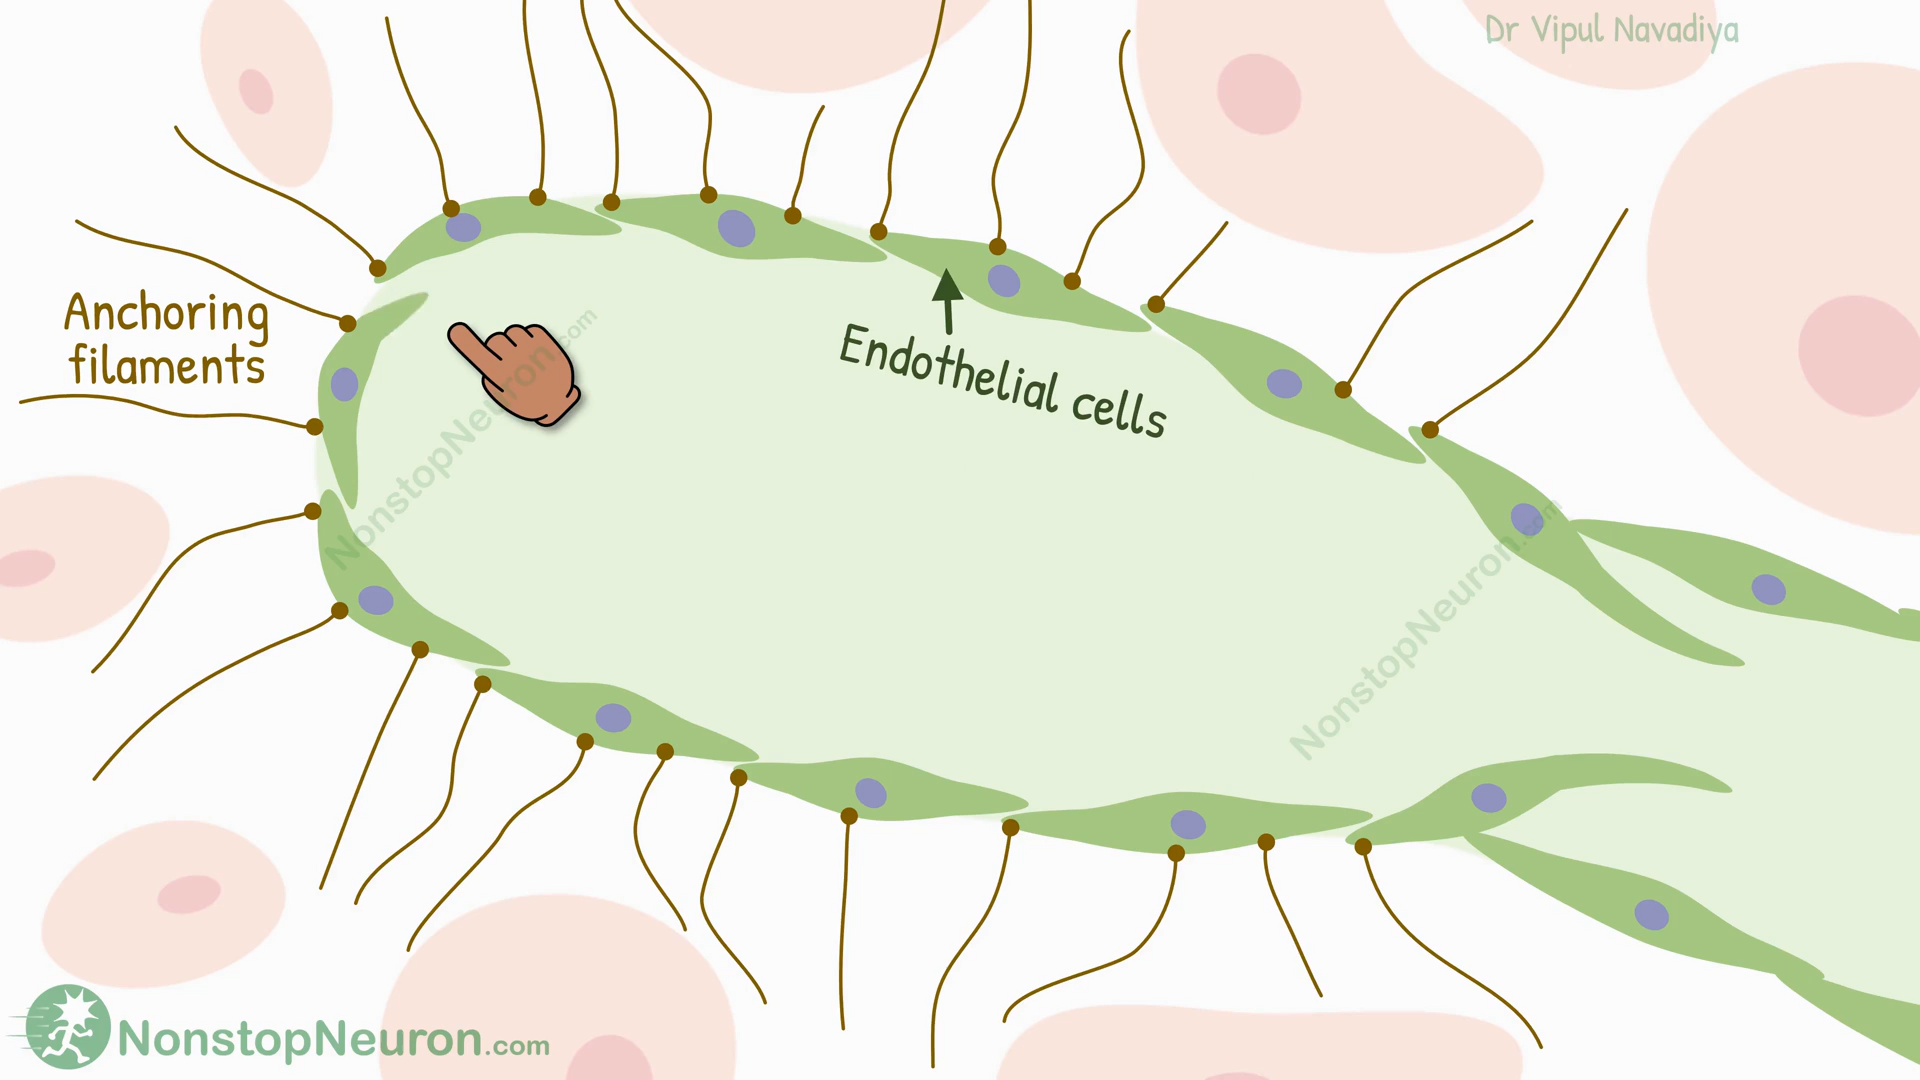 Dr Vipul Navadiya
Anchoring
filaments
Endothelial cells
NonstopNeuron.com
NonstopNeuron.com
NonstopNeuron.com